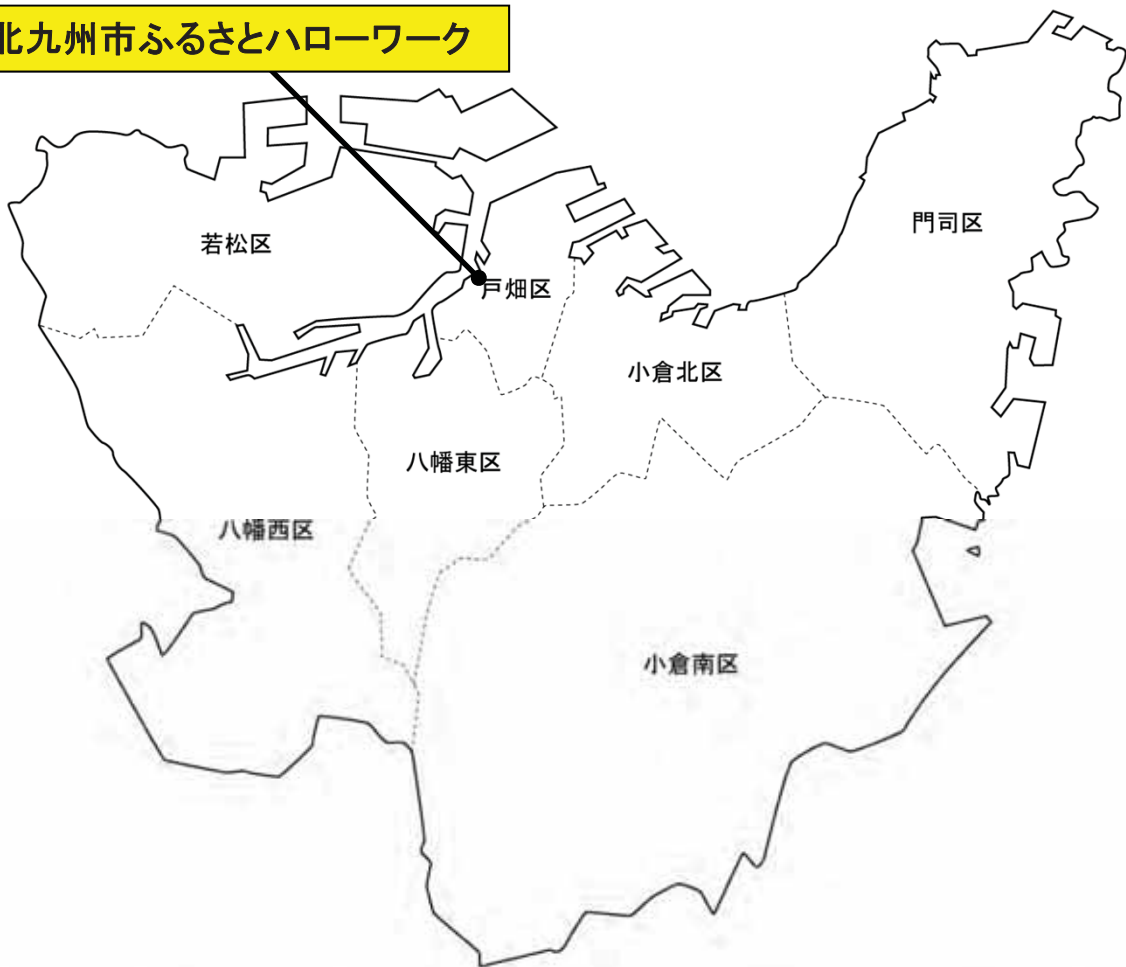 北九州市ふるさとハローワーク
門司区
若松区
戸畑区
小倉北区
八幡東区
八幡西区
小倉南区